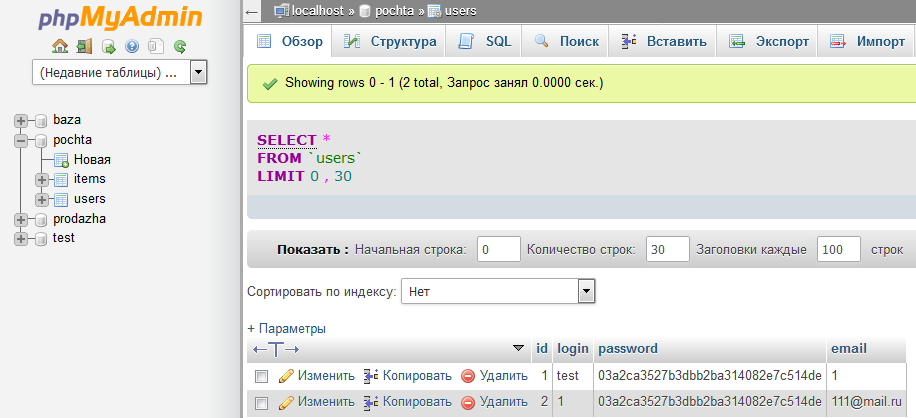 phpMyAdmin
(Недавние таблицы) ...
baza
pochta
Новая
items
users
prodazha
test
← localhost » pochta » users
Обзор Структура SQL Поиск Вставить Экспорт Импорт
Showing rows 0 - 1 (2 total, Запрос занял 0.0000 сек.)
SELECT *
FROM `users`
LIMIT 0 , 30
Показать : Начальная строка: 0 Количество строк: 30 Заголовки каждые 100 строк
Сортировать по индексу: Нет
+ Параметры
←T→ id login password email
Изменить Копировать Удалить 1 test 03a2ca3527b3dbb2ba314082e7c514de 1
Изменить Копировать Удалить 2 1 03a2ca3527b3dbb2ba314082e7c514de 111@mail.ru